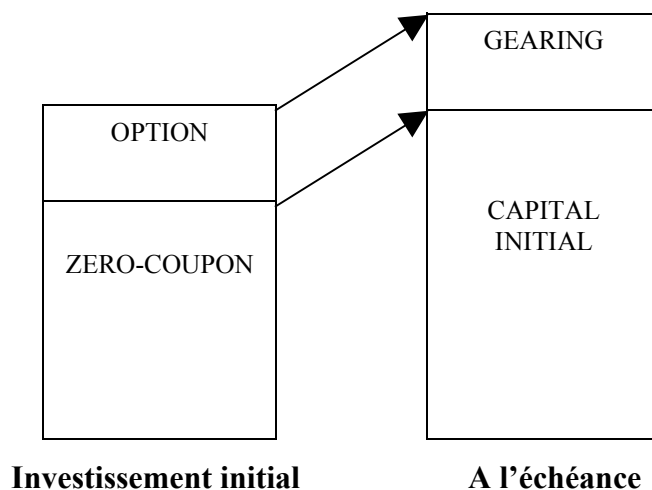 GEARING
OPTION
CAPITAL
INITIAL
ZERO-COUPON
Investissement initial
A l’échéance